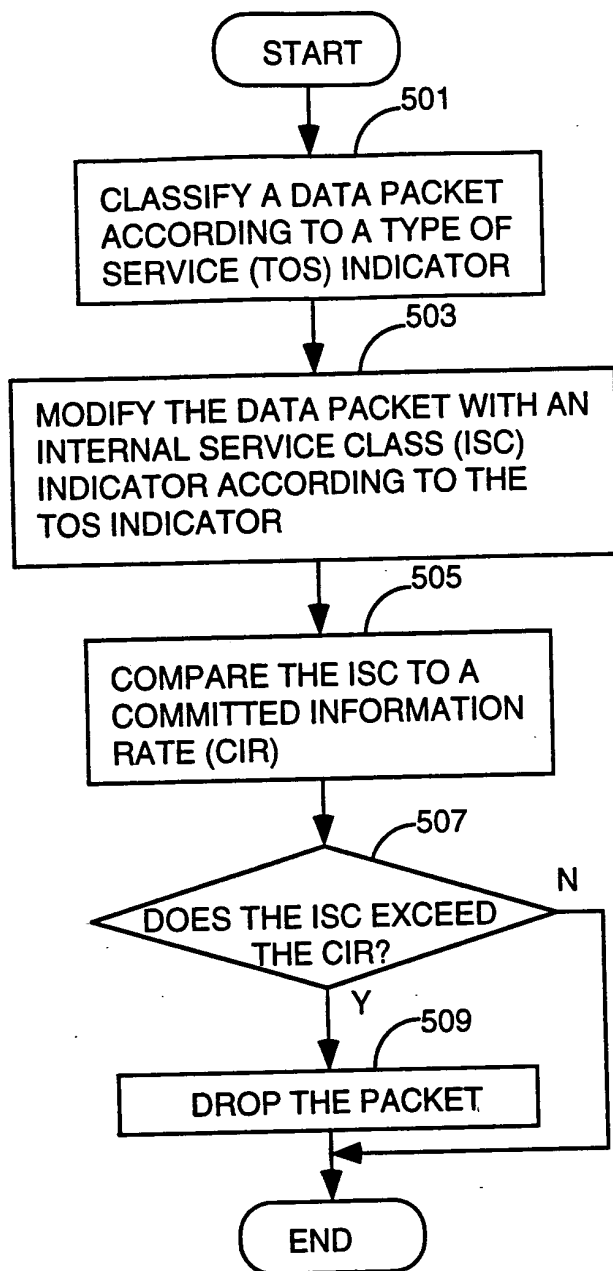 START
501
CLASSIFY A DATA PACKET
ACCORDING TO A TYPE OF
SERVICE (TOS) INDICATOR
503
MODIFY THE DATA PACKET WITH AN
INTERNAL SERVICE CLASS (ISC)
INDICATOR ACCORDING TO THE
TOS INDICATOR
505
COMPARE THE ISC TO A
COMMITTED INFORMATION
RATE (CIR)
507
N
DOES THE ISC EXCEED
THE CIR?
Y
509
DROP THE PACKET
END